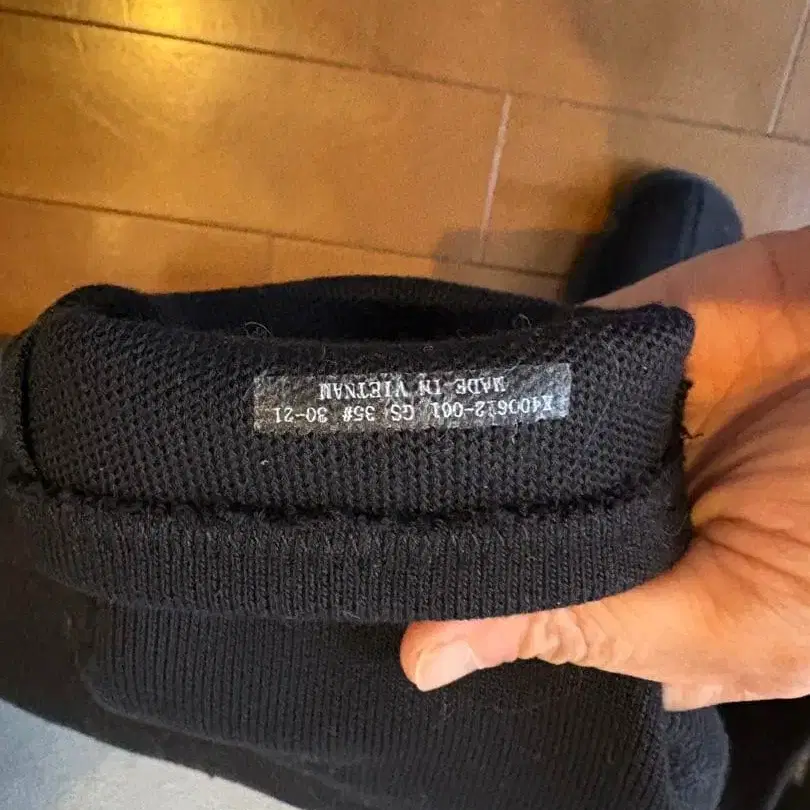 X400612-001 GS 35# 30-21
MADE IN VIETNAM